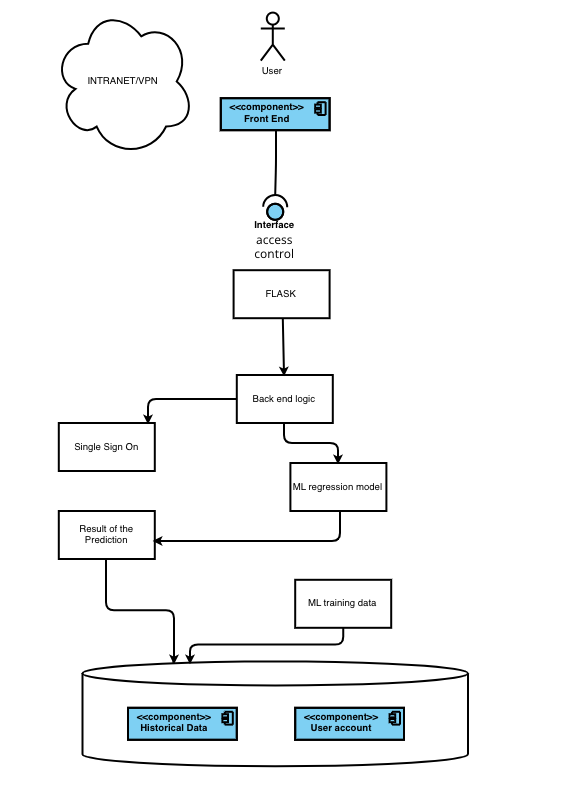 INTRANET/VPN
User
<<component>>
Front End
Interface
access
control
FLASK
Back end logic
Single Sign On
ML regression model
Result of the
Prediction
ML training data
<<component>>
Historical Data
<<component>>
User account